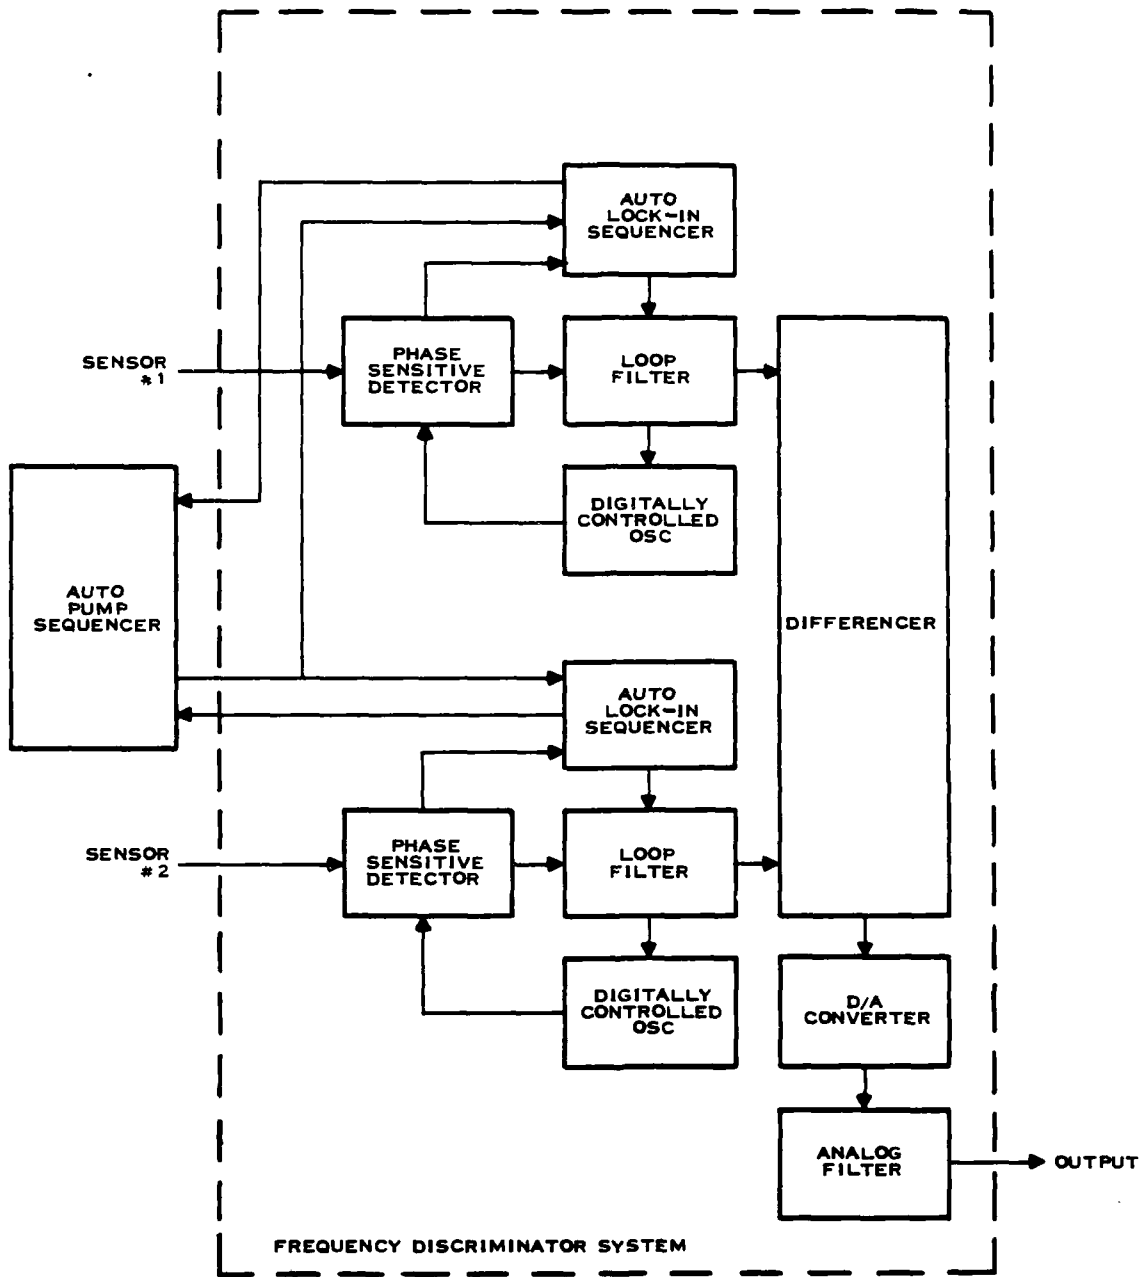 AUTO
LOCK-IN
SEQUENCER
SENSOR
#1
PHASE
SENSITIVE
DETECTOR
LOOP
FILTER
DIGITALLY
CONTROLLED
OSC
AUTO
PUMP
SEQUENCER
DIFFERENCER
AUTO
LOCK-IN
SEQUENCER
SENSOR
#2
PHASE
SENSITIVE
DETECTOR
LOOP
FILTER
DIGITALLY
CONTROLLED
OSC
D/A
CONVERTER
ANALOG
FILTER
OUTPUT
FREQUENCY DISCRIMINATOR SYSTEM